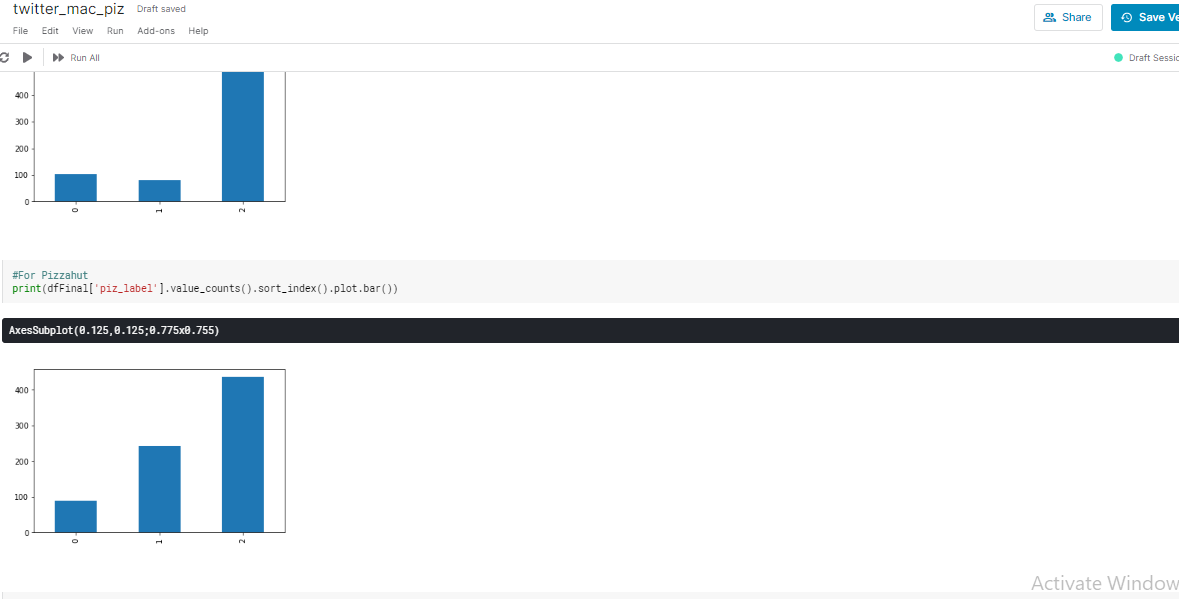 twitter_mac_piz Draft saved
File Edit View Run Add-ons Help
Share
Save Ve
Run All
Draft Sessio
400
300
200
100
0
0 1 2
#For Pizzahut
print(dfFinal['piz_label'].value_counts().sort_index().plot.bar())
AxesSubplot(0.125,0.125;0.775x0.755)
400
300
200
100
0
0 1 2
Activate Window